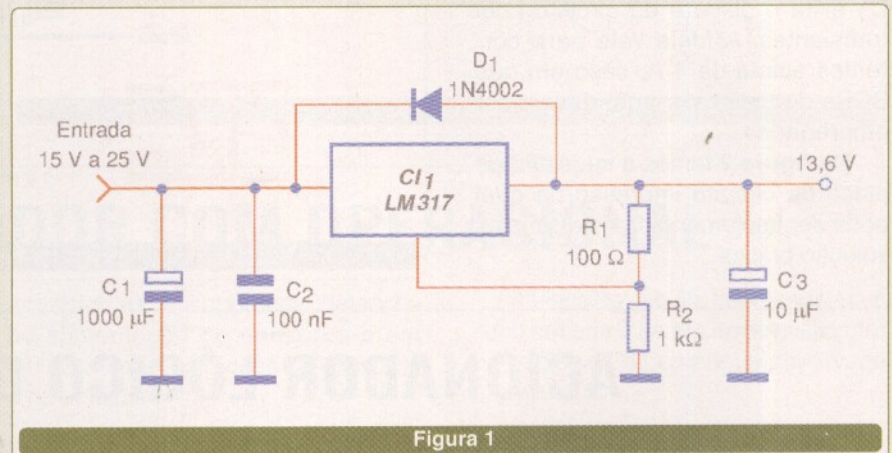 D1
1N4002
Entrada
15 V a 25 V
13,6 V
CI1
LM317
R1
100 Ω
C1
1000 μF
C2
100 nF
R2
1 kΩ
C3
10 μF
Figura 1